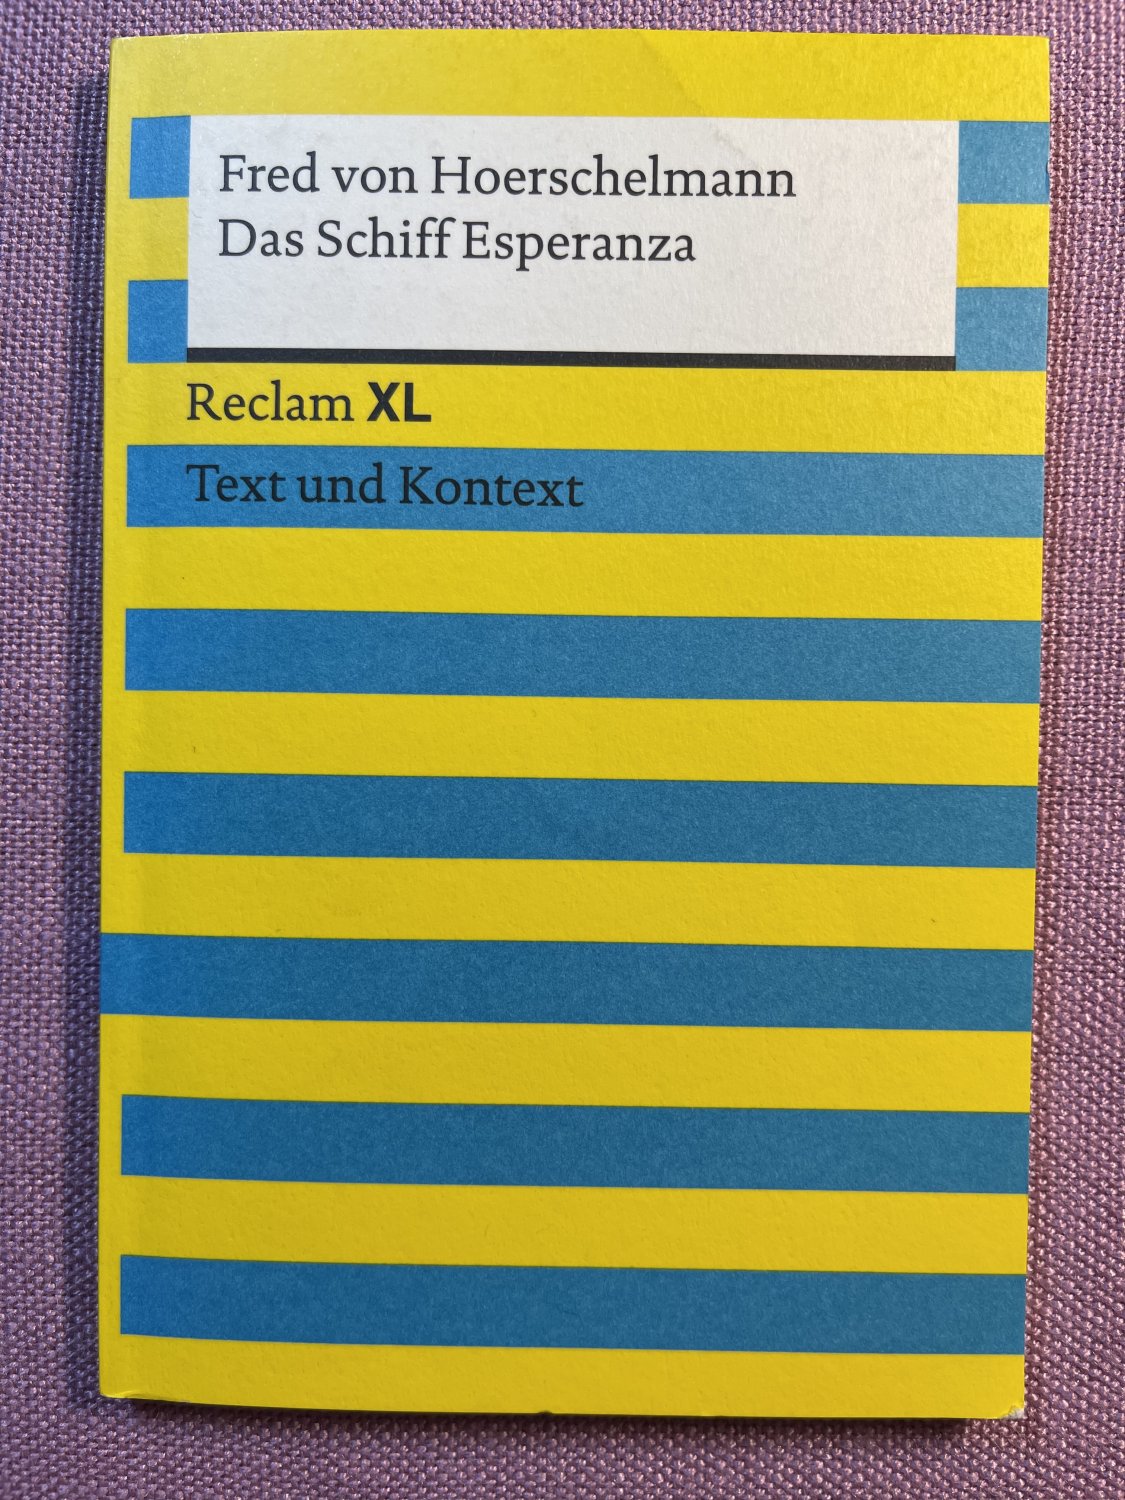 Fred von Hoerschelmann
Das Schiff Esperanza
Reclam XL
Text und Kontext